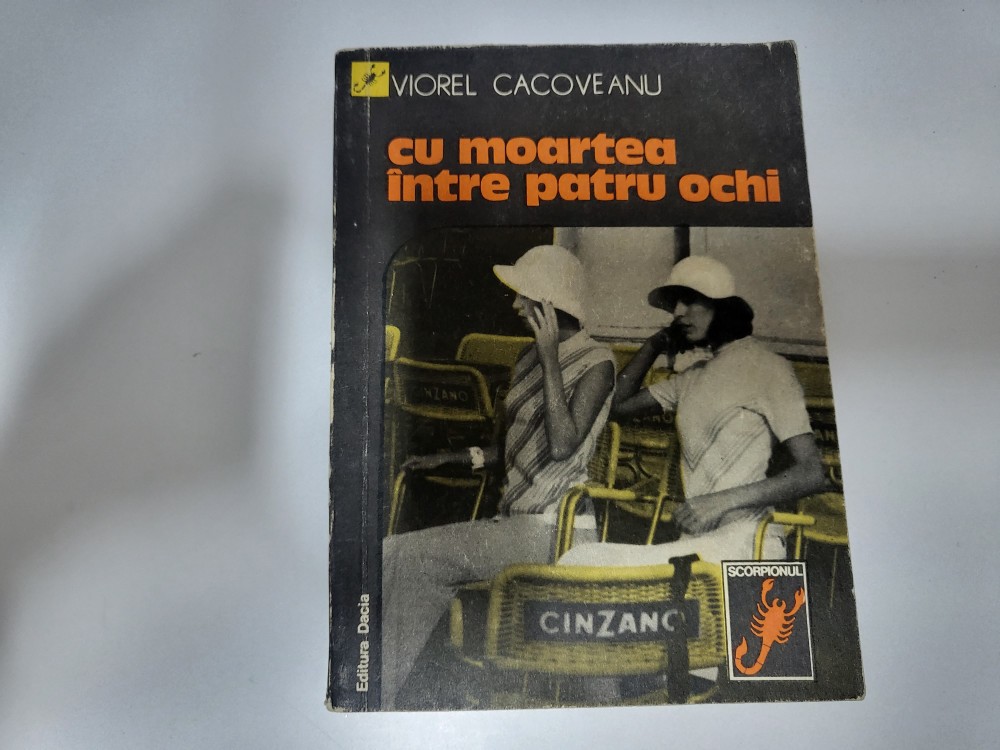 VIOREL CACOVEANU
cu moartea
între patru ochi
CINZANO
CINZANO
SCORPIONUL
Editura Dacia